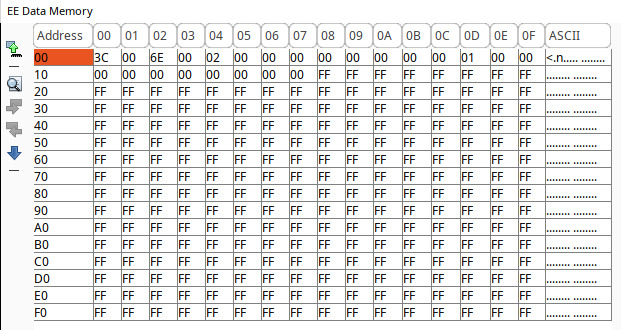 EE Data Memory
Address 00 01 02 03 04 05 06 07 08 09 0A 0B 0C 0D 0E 0F ASCII
00 3C 00 6E 00 02 00 00 00 00 00 00 00 00 01 00 00 <.n..... ........
10 00 00 00 00 00 00 00 00 FF FF FF FF FF FF FF FF ........ ........
20 FF FF FF FF FF FF FF FF FF FF FF FF FF FF FF FF ........ ........
30 FF FF FF FF FF FF FF FF FF FF FF FF FF FF FF FF ........ ........
40 FF FF FF FF FF FF FF FF FF FF FF FF FF FF FF FF ........ ........
50 FF FF FF FF FF FF FF FF FF FF FF FF FF FF FF FF ........ ........
60 FF FF FF FF FF FF FF FF FF FF FF FF FF FF FF FF ........ ........
70 FF FF FF FF FF FF FF FF FF FF FF FF FF FF FF FF ........ ........
80 FF FF FF FF FF FF FF FF FF FF FF FF FF FF FF FF ........ ........
90 FF FF FF FF FF FF FF FF FF FF FF FF FF FF FF FF ........ ........
A0 FF FF FF FF FF FF FF FF FF FF FF FF FF FF FF FF ........ ........
B0 FF FF FF FF FF FF FF FF FF FF FF FF FF FF FF FF ........ ........
C0 FF FF FF FF FF FF FF FF FF FF FF FF FF FF FF FF ........ ........
D0 FF FF FF FF FF FF FF FF FF FF FF FF FF FF FF FF ........ ........
E0 FF FF FF FF FF FF FF FF FF FF FF FF FF FF FF FF ........ ........
F0 FF FF FF FF FF FF FF FF FF FF FF FF FF FF FF FF ........ ........